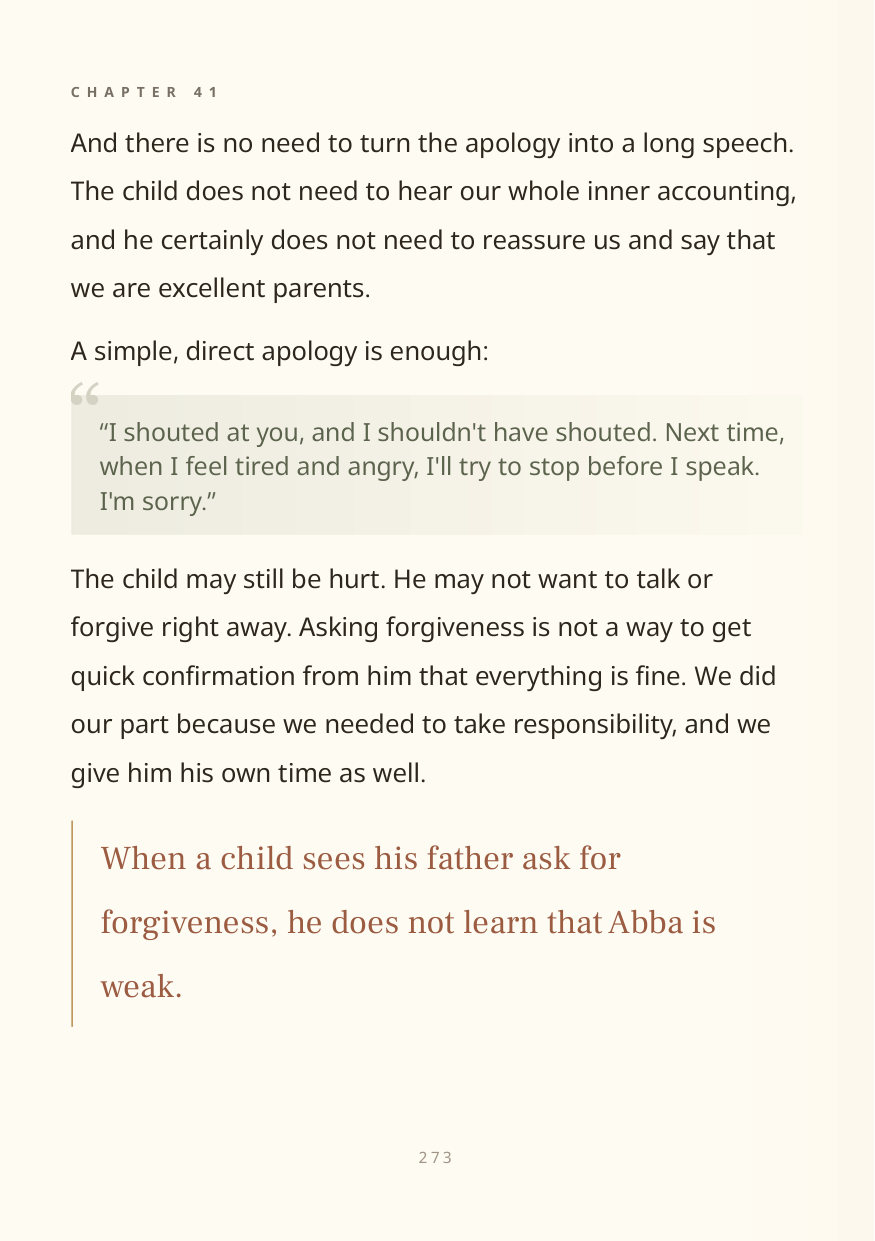 CHAPTER 41
And there is no need to turn the apology into a long speech.
The child does not need to hear our whole inner accounting,
and he certainly does not need to reassure us and say that
we are excellent parents.
A simple, direct apology is enough:
“
“I shouted at you, and I shouldn't have shouted. Next time,
when I feel tired and angry, I'll try to stop before I speak.
I'm sorry.”
The child may still be hurt. He may not want to talk or
forgive right away. Asking forgiveness is not a way to get
quick confirmation from him that everything is fine. We did
our part because we needed to take responsibility, and we
give him his own time as well.
When a child sees his father ask for
forgiveness, he does not learn that Abba is
weak.
273